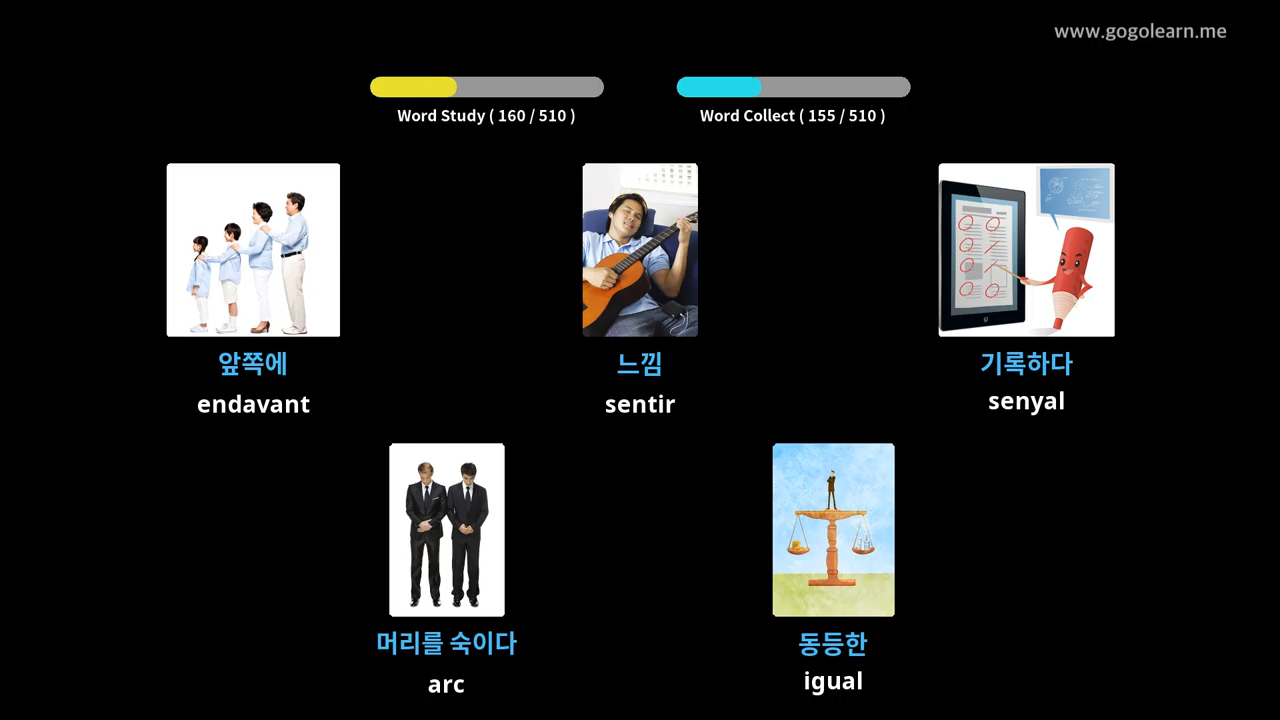 www.gogolearn.me
Word Study ( 160 / 510 )
Word Collect ( 155 / 510 )
앞쪽에
endavant
느낌
sentir
기록하다
senyal
머리를 숙이다
arc
동등한
igual